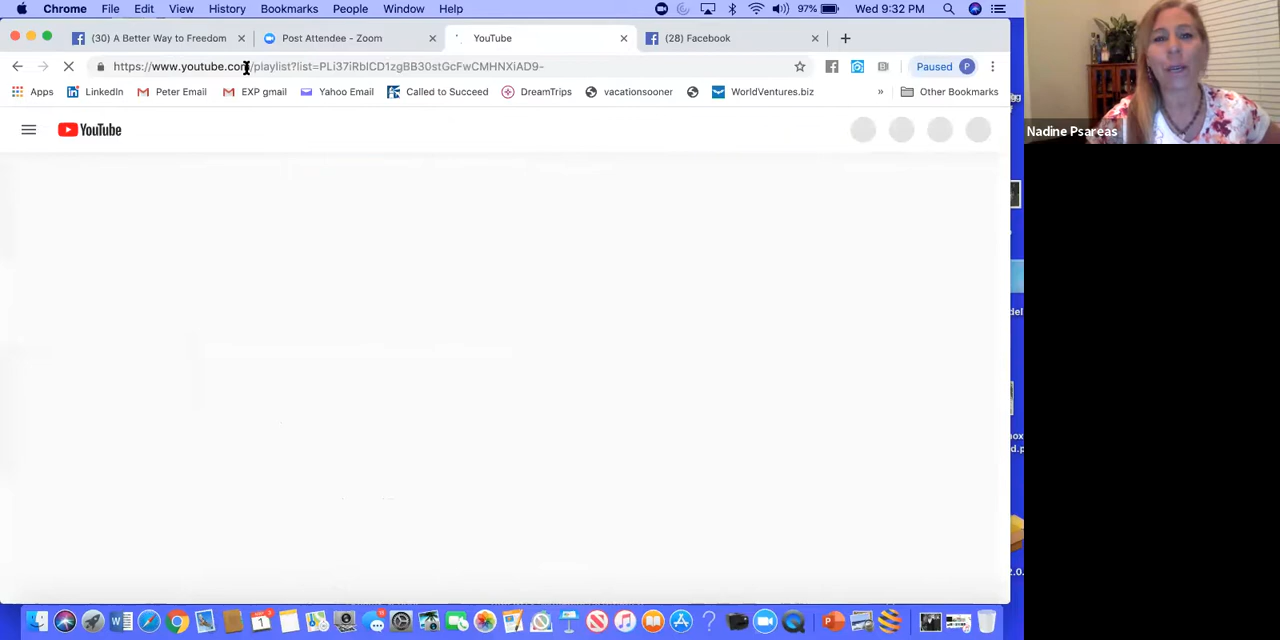 Chrome File Edit View History Bookmarks People Window Help 97% Wed 9:32 PM
(30) A Better Way to Freedom Post Attendee - Zoom YouTube (28) Facebook
https://www.youtube.com/playlist?list=PLi37iRblCD1zgBB30stGcFwCMHNXiAD9- Paused P
Apps LinkedIn Peter Email EXP gmail Yahoo Email Called to Succeed DreamTrips vacationsooner WorldVentures.biz » Other Bookmarks
YouTube
Nadine Psareas